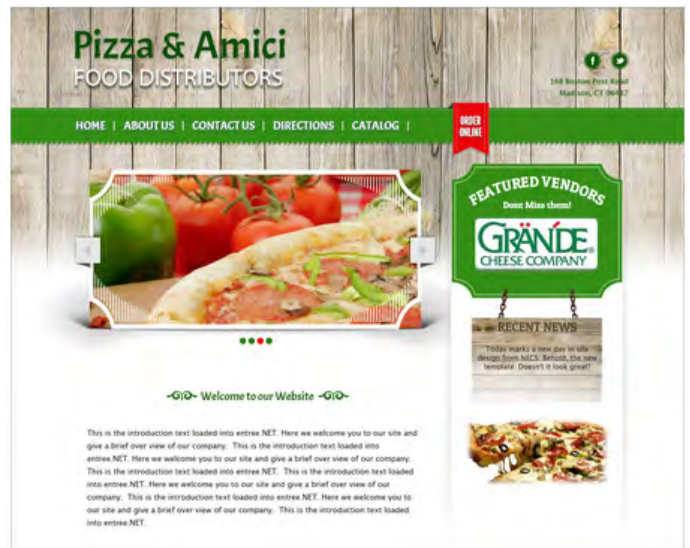 Pizza & Amici
FOOD DISTRIBUTORS
168 Boston Post Road
Madison, CT 06437
HOME | ABOUT US | CONTACT US | DIRECTIONS | CATALOG |
ORDER
ONLINE
FEATURED VENDORS
Dont Miss them!
GRANDE
CHEESE COMPANY
RECENT NEWS
Today marks a new day in site
design from NECS. Behold, the new
template. Doesn't it look great?
Welcome to our Website
This is the introduction text loaded into entree.NET. Here we welcome you to our site and
give a brief over view of our company. This is the introduction text loaded into
entree.NET. Here we welcome you to our site and give a brief over view of our company.
This is the introduction text loaded into entree.NET. This is the introduction text loaded
into entree.NET. Here we welcome you to our site and give a brief over view of our
company. This is the introduction text loaded into entree.NET. Here we welcome you to
our site and give a brief over view of our company. This is the introduction text loaded
into entree.NET.